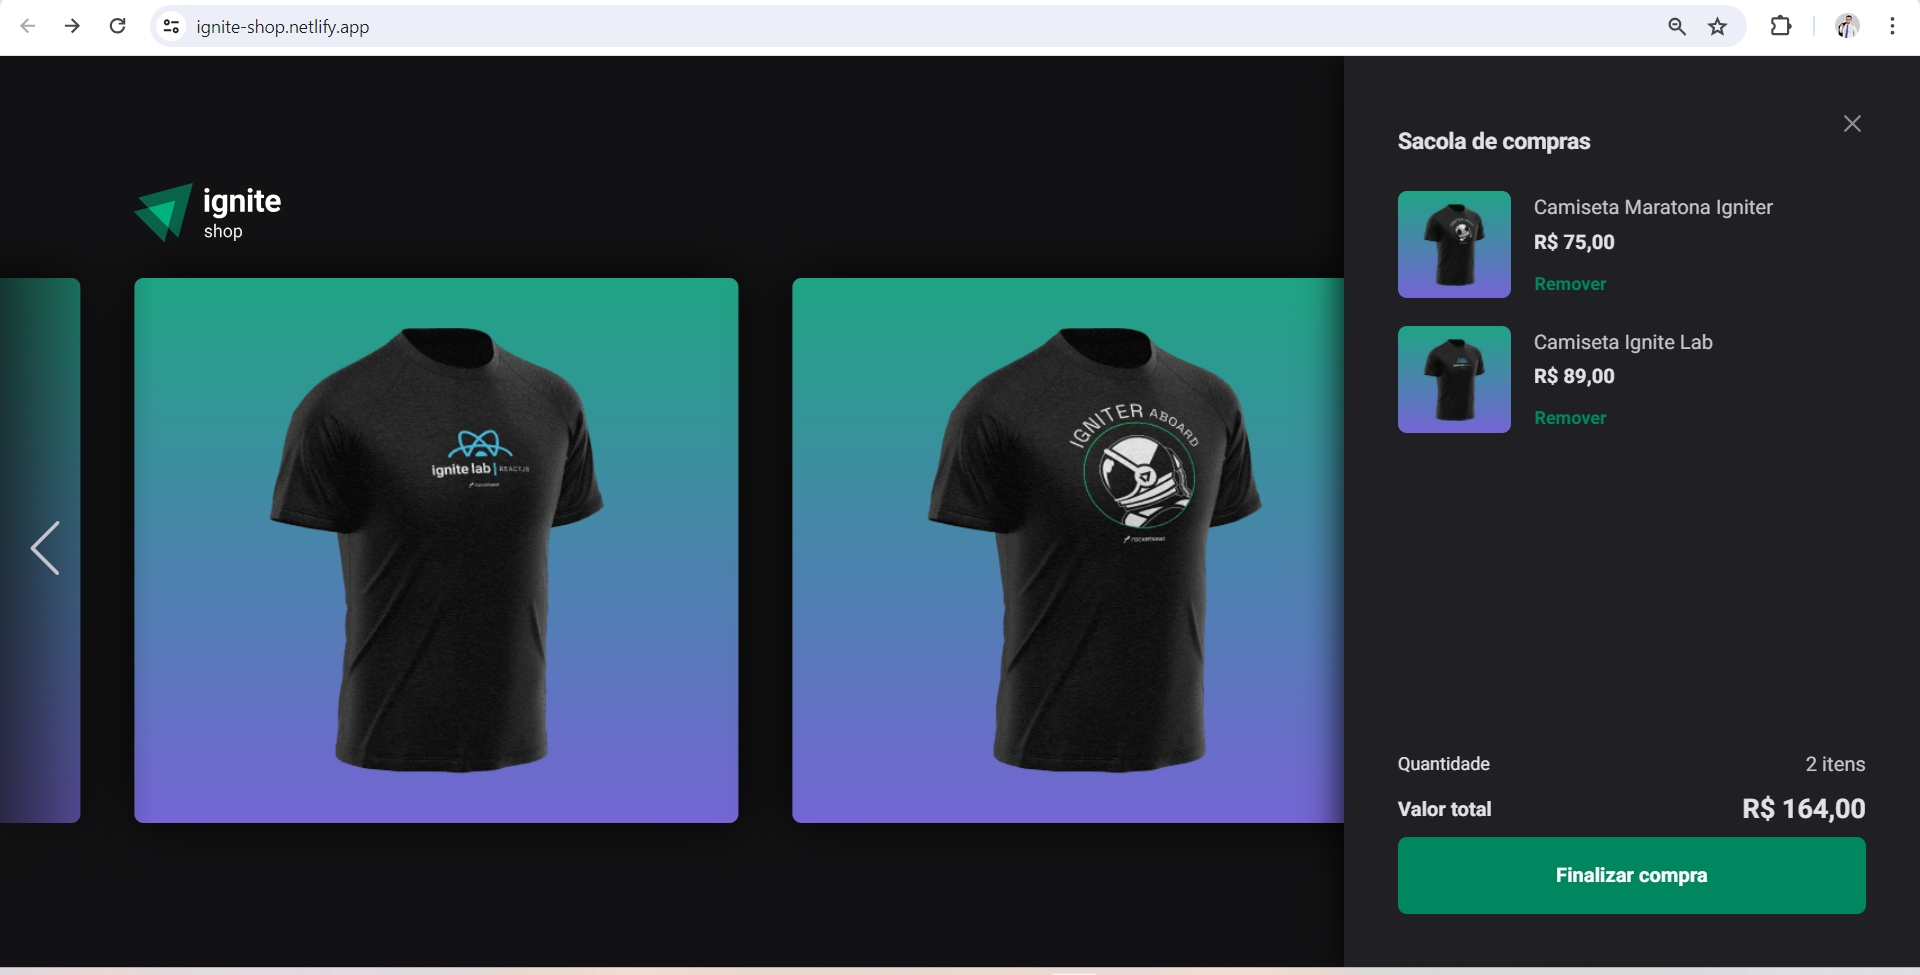 ignite-shop.netlify.app
ignite
shop
ignite lab | REACTJS
IGNITER ABOARD
Sacola de compras
Camiseta Maratona Igniter
R$ 75,00
Remover
Camiseta Ignite Lab
R$ 89,00
Remover
Quantidade
2 itens
Valor total
R$ 164,00
Finalizar compra